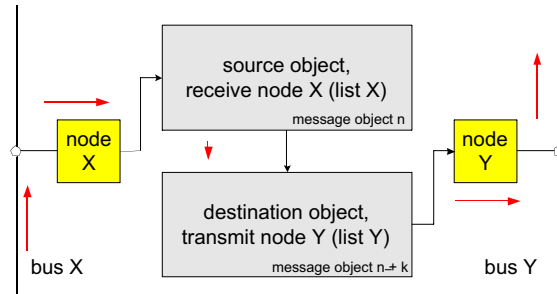 source object,
receive node X (list X)
message object n
node
X
node
Y
destination object,
transmit node Y (list Y)
message object n + k
bus X
bus Y